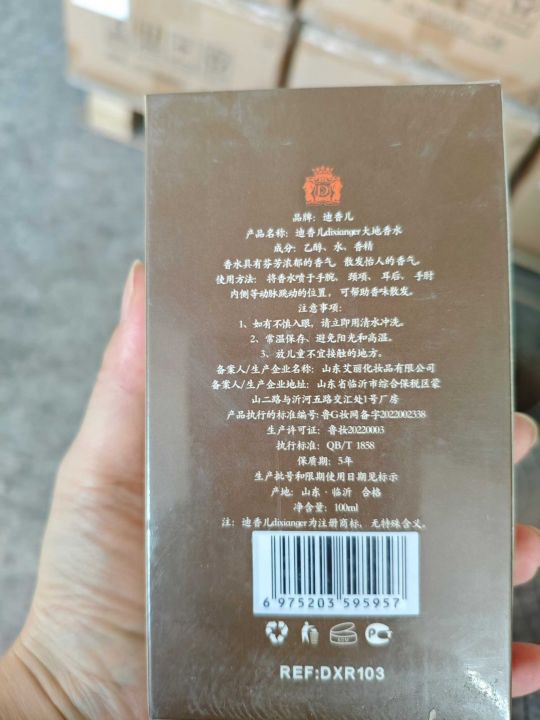 D
品牌：迪香儿
产品名称：迪香儿dixianger大地香水
成分：乙醇、水、香精
香水具有芬芳浓郁的香气，散发怡人的香气。
使用方法：将香水喷于手腕、颈项、耳后、手肘
内侧等动脉跳动的位置，可帮助香味散发。
注意事项：
1、如有不慎入眼，请立即用清水冲洗。
2、常温保存、避免阳光和高温。
3、放儿童不宜接触的地方。
备案人/生产企业名称：山东艾丽化妆品有限公司
备案人/生产企业地址：山东省临沂市综合保税区蒙
山二路与沂河五路交汇处1号厂房
产品执行的标准编号：鲁G妆网备字2022002338
生产许可证：鲁妆20220003
执行标准：QB/T 1858
保质期：5年
生产批号和限期使用日期见标示
产地：山东·临沂 合格
净含量：100ml
注：迪香儿dixianger为注册商标，无特殊含义。
6 975203 595957
REF:DXR103